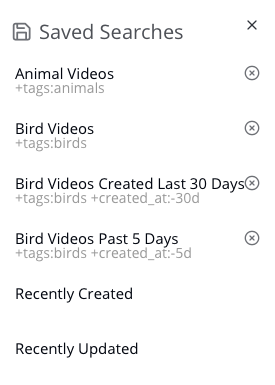 Saved Searches
Animal Videos
+tags:animals
Bird Videos
+tags:birds
Bird Videos Created Last 30 Days
+tags:birds +created_at:-30d
Bird Videos Past 5 Days
+tags:birds +created_at:-5d
Recently Created
Recently Updated